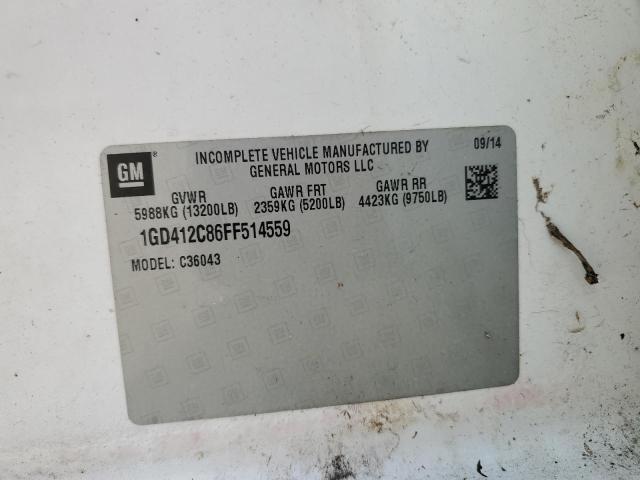 GM ®
INCOMPLETE VEHICLE MANUFACTURED BY
GENERAL MOTORS LLC
09/14
GVWR GAWR FRT GAWR RR
5988KG (13200LB) 2359KG (5200LB) 4423KG (9750LB)
1GD412C86FF514559
MODEL: C36043